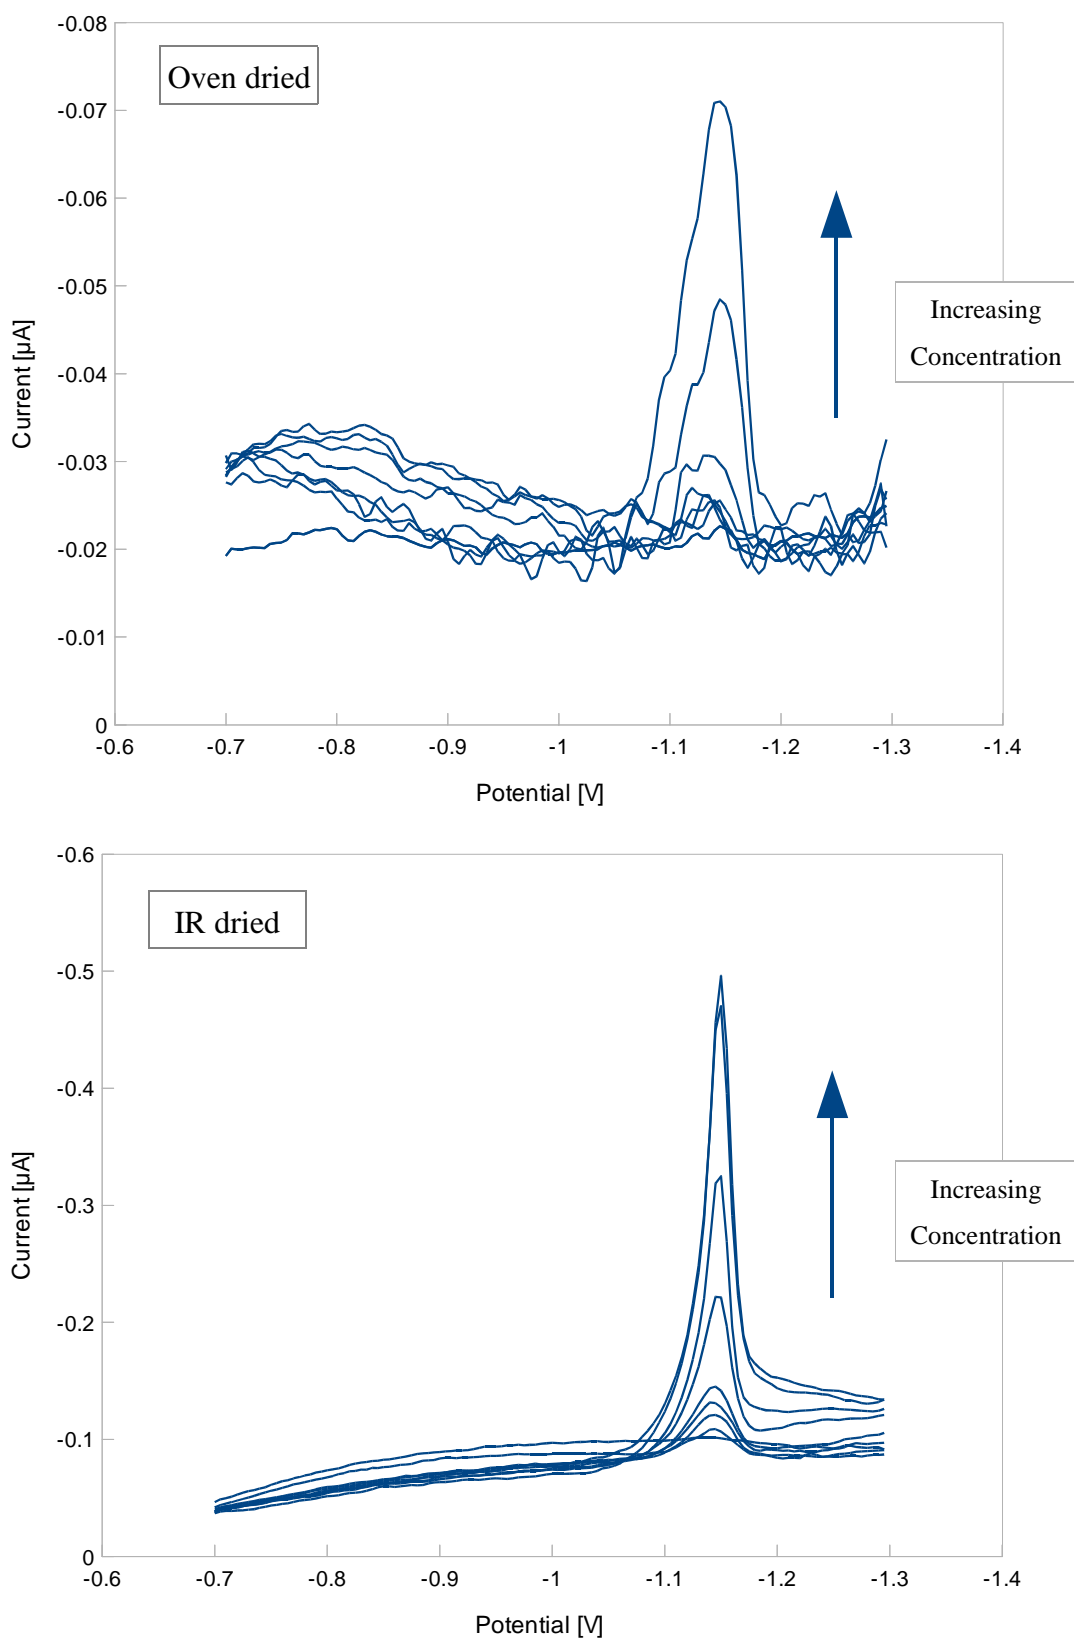 -0.08
Oven dried
-0.07
-0.06
-0.05
Increasing
Concentration
-0.04
Current [µA]
-0.03
-0.02
-0.01
0
-0.6 -0.7 -0.8 -0.9 -1 -1.1 -1.2 -1.3 -1.4
Potential [V]
-0.6
IR dried
-0.5
-0.4
-0.3
Increasing
Concentration
Current [µA]
-0.2
-0.1
0
-0.6 -0.7 -0.8 -0.9 -1 -1.1 -1.2 -1.3 -1.4
Potential [V]